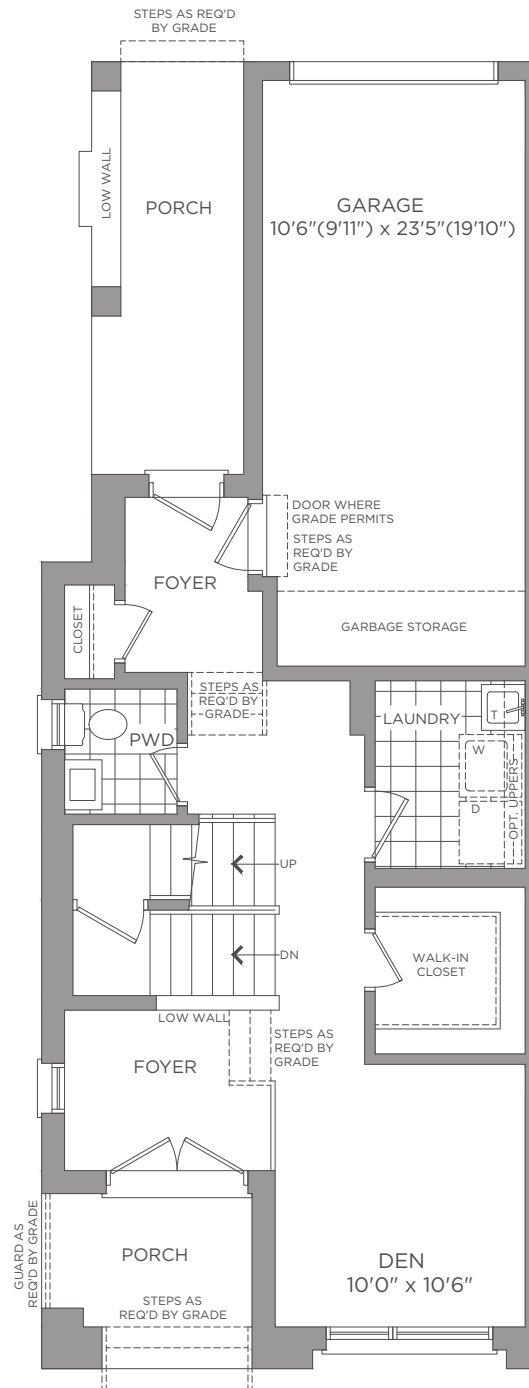 STEPS AS REQ'D
BY GRADE
LOW WALL
PORCH
GARAGE
10'6"(9'11") x 23'5"(19'10")
DOOR WHERE
GRADE PERMITS
STEPS AS
REQ'D BY
GRADE
FOYER
CLOSET
GARBAGE STORAGE
STEPS AS
REQ'D BY
GRADE
PWD
LAUNDRY
T
W
D
OPT. UPPERS
UP
DN
WALK-IN
CLOSET
LOW WALL
STEPS AS
REQ'D BY
GRADE
FOYER
GUARD AS
REQ'D BY GRADE
PORCH
DEN
10'0" x 10'6"
STEPS AS
REQ'D BY GRADE